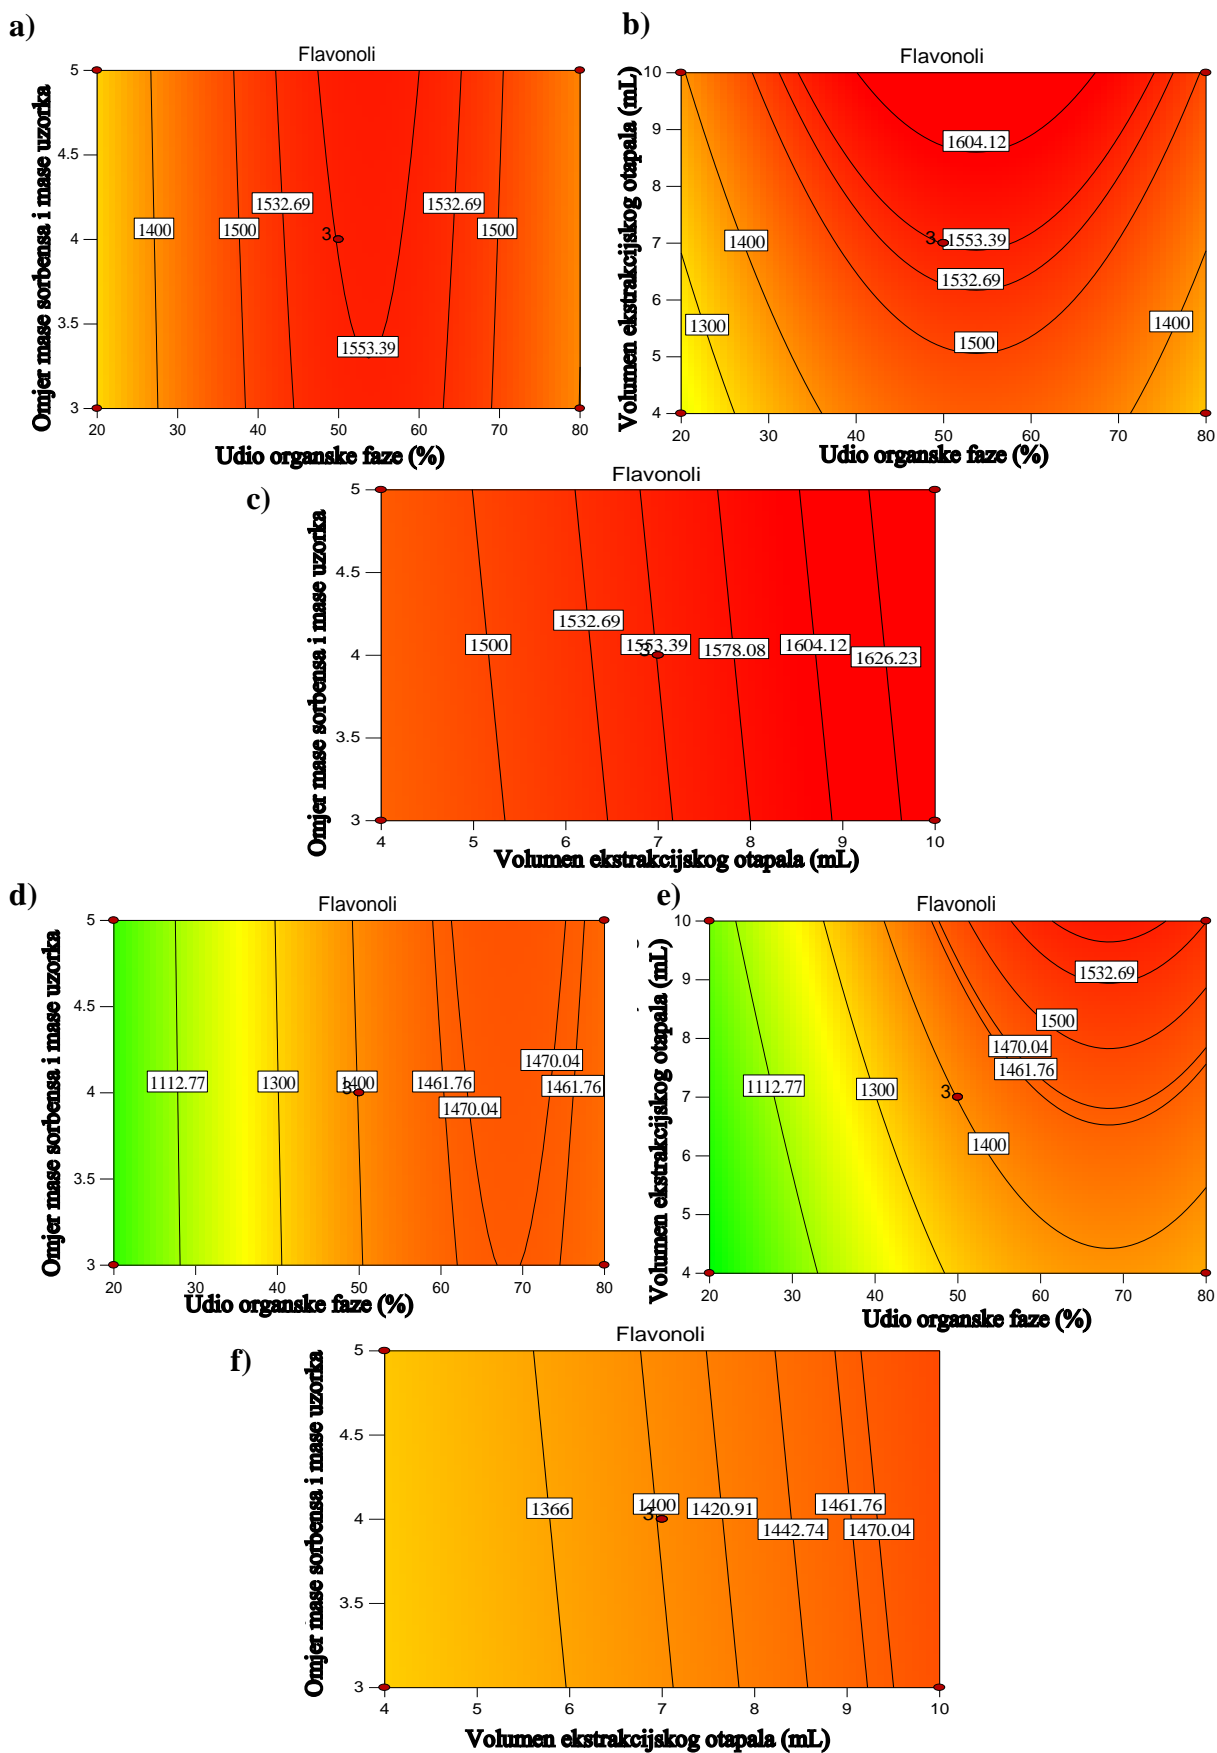 a)
Flavonoli
Omjer mase sorbensa i mase uzorka
5
4.5
4
3.5
3
1400
1500
1532.69
3
1553.39
1532.69
1500
20 30 40 50 60 70 80
Udio organske faze (%)
b)
Flavonoli
Volumen ekstrakcijskog otapala (mL)
10
9
8
7
6
5
4
1604.12
3
1553.39
1532.69
1500
1400
1300
1400
20 30 40 50 60 70 80
Udio organske faze (%)
c)
Flavonoli
Omjer mase sorbensa i mase uzorka
5
4.5
4
3.5
3
1500
1532.69
1553.39
3
1578.08
1604.12
1626.23
4 5 6 7 8 9 10
Volumen ekstrakcijskog otapala (mL)
d)
Flavonoli
Omjer mase sorbensa i mase uzorka
5
4.5
4
3.5
3
1112.77
1300
1400
3
1461.76
1470.04
1470.04
1461.76
20 30 40 50 60 70 80
Udio organske faze (%)
e)
Flavonoli
Volumen ekstrakcijskog otapala (mL)
10
9
8
7
6
5
4
1532.69
1500
1470.04
1461.76
1112.77
1300
3
1400
20 30 40 50 60 70 80
Udio organske faze (%)
f)
Flavonoli
Omjer mase sorbensa i mase uzorka
5
4.5
4
3.5
3
1366
1400
3
1420.91
1442.74
1461.76
1470.04
4 5 6 7 8 9 10
Volumen ekstrakcijskog otapala (mL)